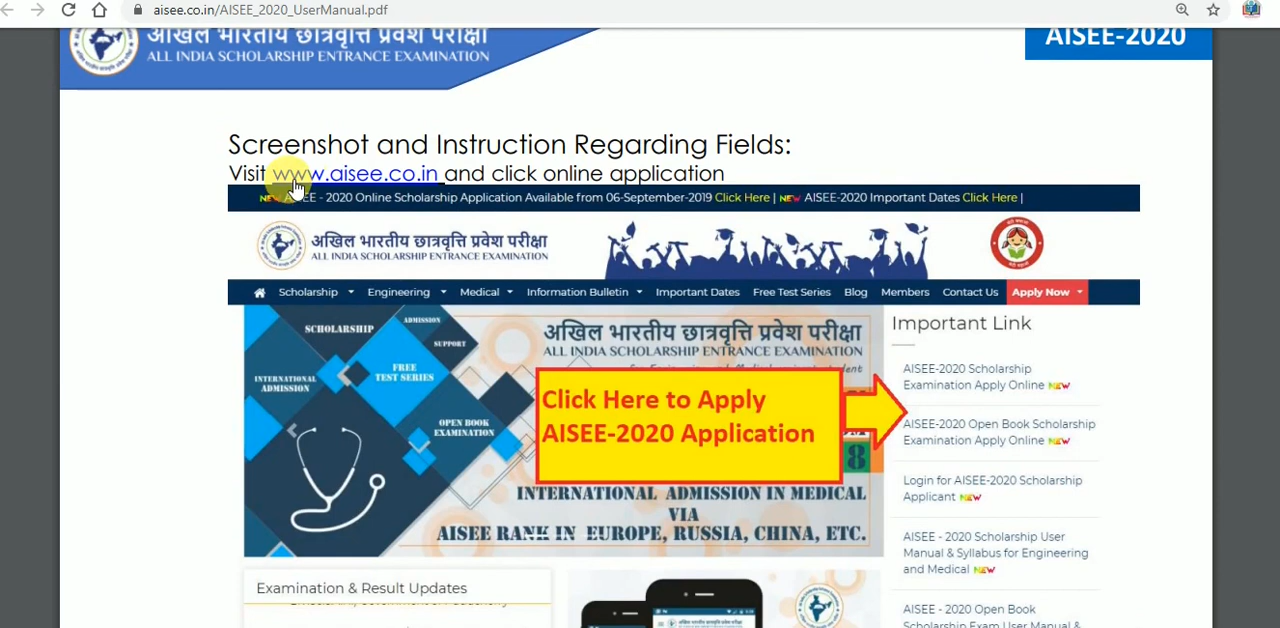 aisee.co.in/AISEE_2020_UserManual.pdf
अखिल भारतीय छात्रवृत्ति प्रवेश परीक्षा
ALL INDIA SCHOLARSHIP ENTRANCE EXAMINATION
AISEE-2020
Screenshot and Instruction Regarding Fields:
Visit www.aisee.co.in and click online application
NEW AISEE - 2020 Online Scholarship Application Available from 06-September-2019 Click Here | NEW AISEE-2020 Important Dates Click Here |
अखिल भारतीय छात्रवृत्ति प्रवेश परीक्षा
ALL INDIA SCHOLARSHIP ENTRANCE EXAMINATION
Scholarship Engineering Medical Information Bulletin Important Dates Free Test Series Blog Members Contact Us Apply Now
SCHOLARSHIP
ADMISSION
SUPPORT
FREE
TEST SERIES
INTERNATIONAL
ADMISSION
OPEN BOOK
EXAMINATION
अखिल भारतीय छात्रवृत्ति प्रवेश परीक्षा
ALL INDIA SCHOLARSHIP ENTRANCE EXAMINATION
Click Here to Apply
AISEE-2020 Application
8
INTERNATIONAL ADMISSION IN MEDICAL
VIA
AISEE RANK IN EUROPE, RUSSIA, CHINA, ETC.
Important Link
AISEE-2020 Scholarship
Examination Apply Online NEW
AISEE-2020 Open Book Scholarship
Examination Apply Online NEW
Login for AISEE-2020 Scholarship
Applicant NEW
AISEE - 2020 Scholarship User
Manual & Syllabus for Engineering
and Medical NEW
AISEE - 2020 Open Book
Scholarship Exam User Manual &
Examination & Result Updates